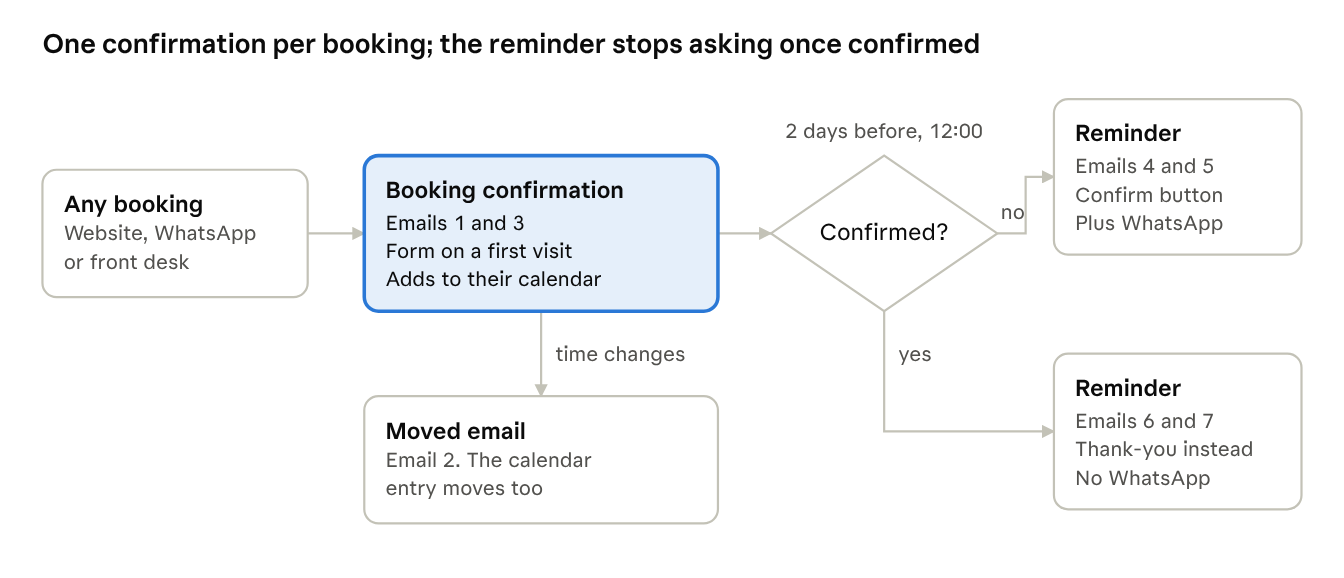 One confirmation per booking; the reminder stops asking once confirmed
Any booking
Website, WhatsApp
or front desk
Booking confirmation
Emails 1 and 3
Form on a first visit
Adds to their calendar
time changes
Moved email
Email 2. The calendar
entry moves too
2 days before, 12:00
Confirmed?
no
yes
Reminder
Emails 4 and 5
Confirm button
Plus WhatsApp
Reminder
Emails 6 and 7
Thank-you instead
No WhatsApp